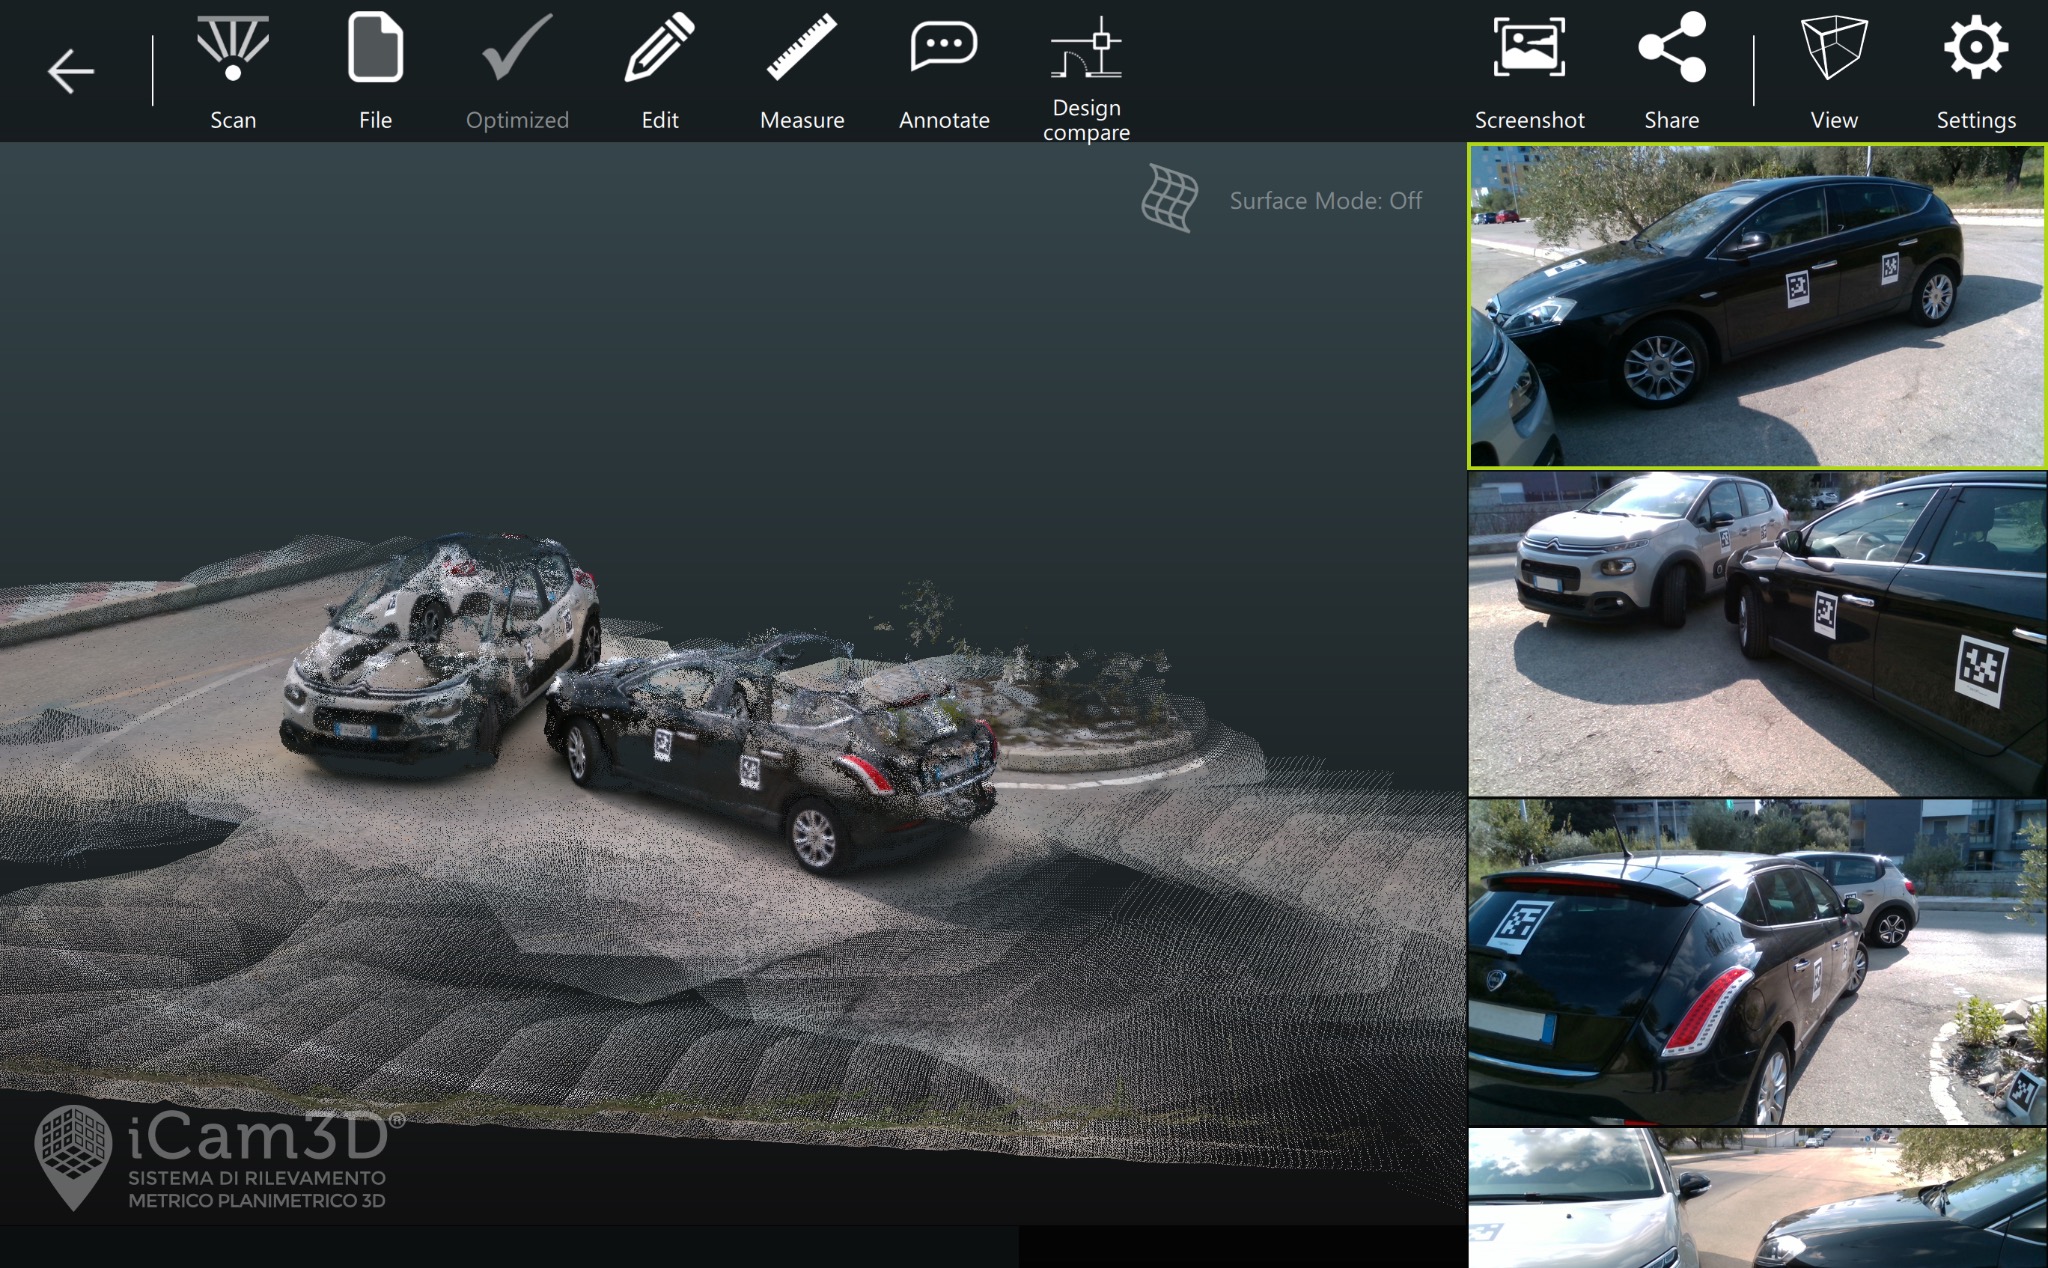 Scan
File
Optimized
Edit
Measure
Annotate
Design
compare
Screenshot
Share
View
Settings
Surface Mode: Off
iCam3D®
SISTEMA DI RILEVAMENTO
METRICO PLANIMETRICO 3D